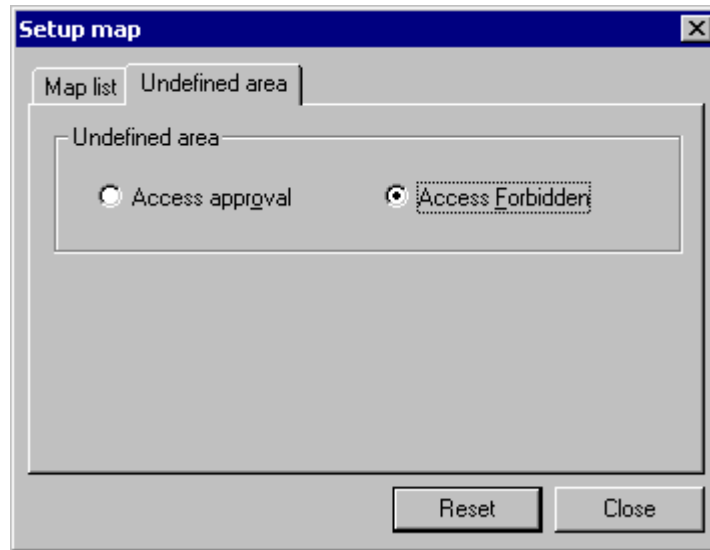 Setup map
Map list Undefined area
Undefined area
Access approval Access Forbidden
Reset Close